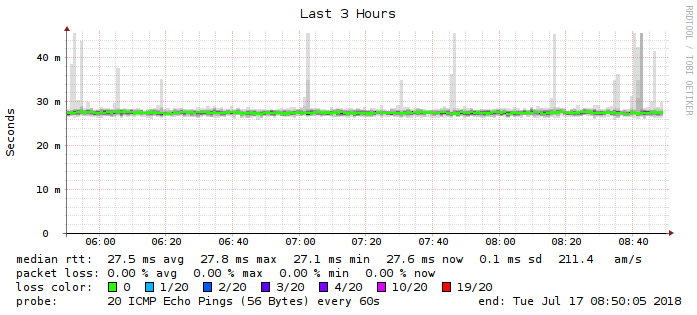 Last 3 Hours
RRDTOOL / TOBI OETIKER
Seconds
40 m
30 m
20 m
10 m
0
06:00 06:20 06:40 07:00 07:20 07:40 08:00 08:20 08:40
median rtt: 27.5 ms avg 27.8 ms max 27.1 ms min 27.6 ms now 0.1 ms sd 211.4 am/s
packet loss: 0.00 % avg 0.00 % max 0.00 % min 0.00 % now
loss color: 0 1/20 2/20 3/20 4/20 10/20 19/20
probe: 20 ICMP Echo Pings (56 Bytes) every 60s end: Tue Jul 17 08:50:05 2018